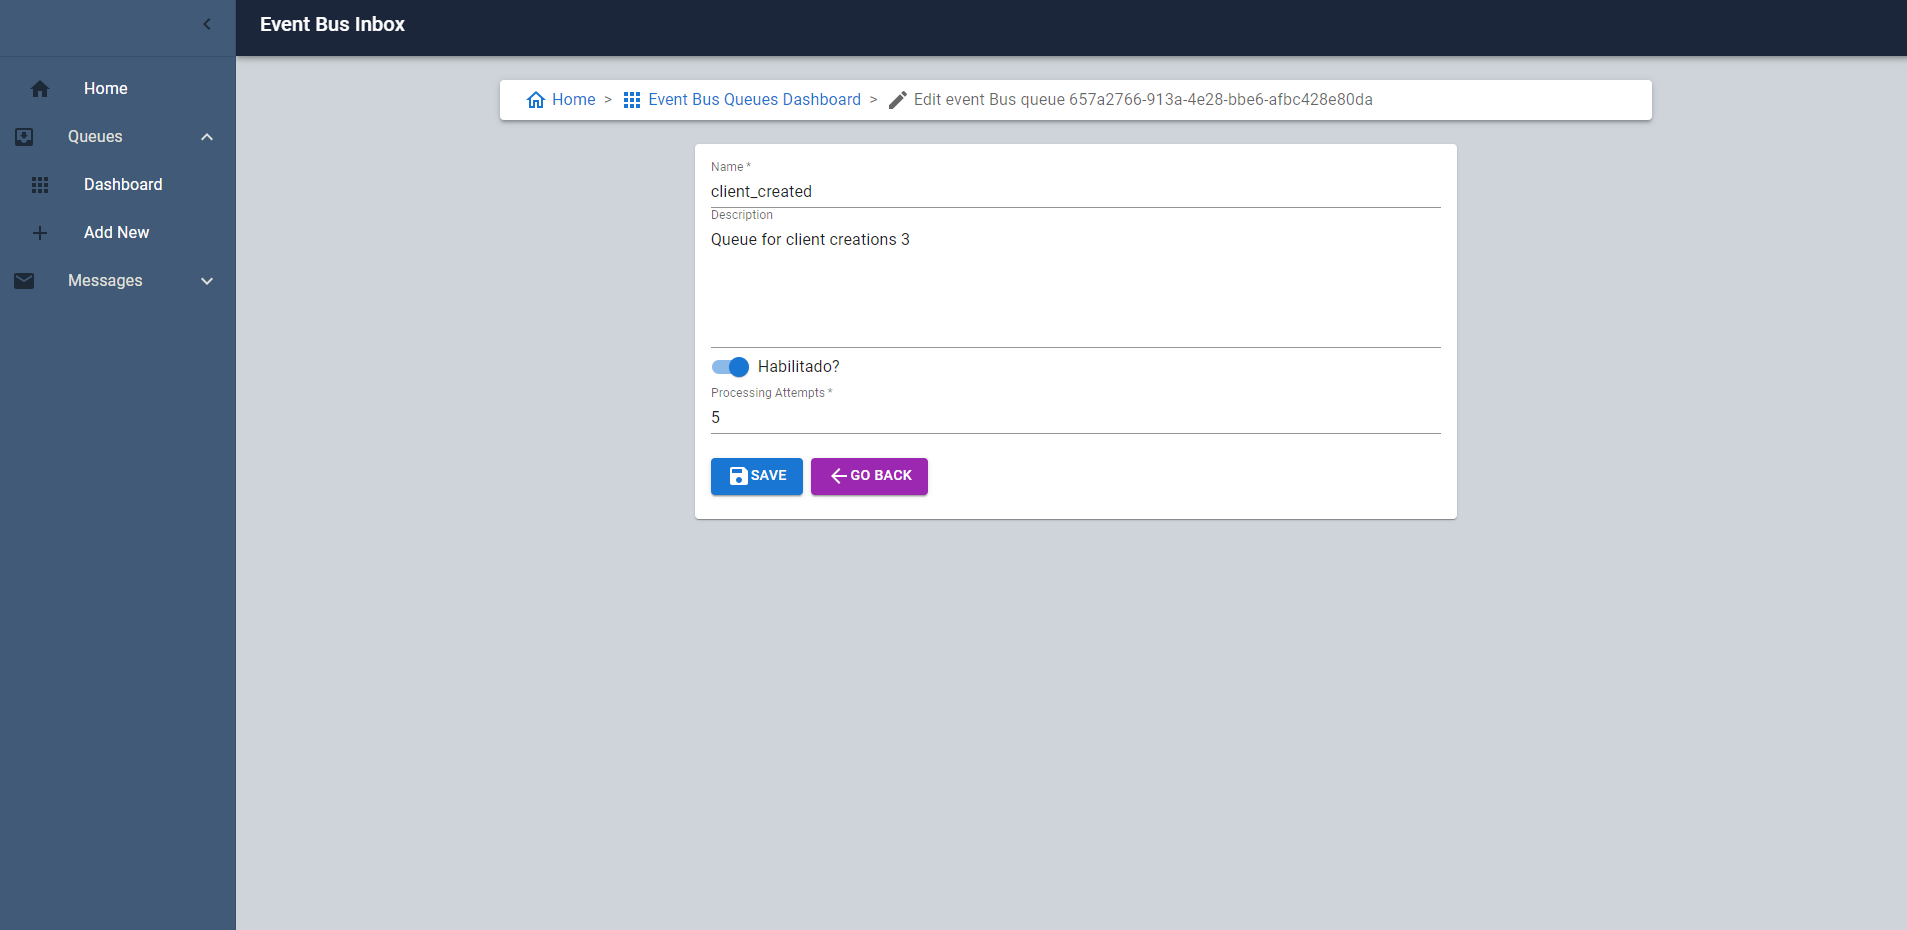 Event Bus Inbox
Home
Queues
Dashboard
Add New
Messages
Home > Event Bus Queues Dashboard > Edit event Bus queue 657a2766-913a-4e28-bbe6-afbc428e80da
Name *
client_created
Description
Queue for client creations 3
Habilitado?
Processing Attempts *
5
SAVE GO BACK